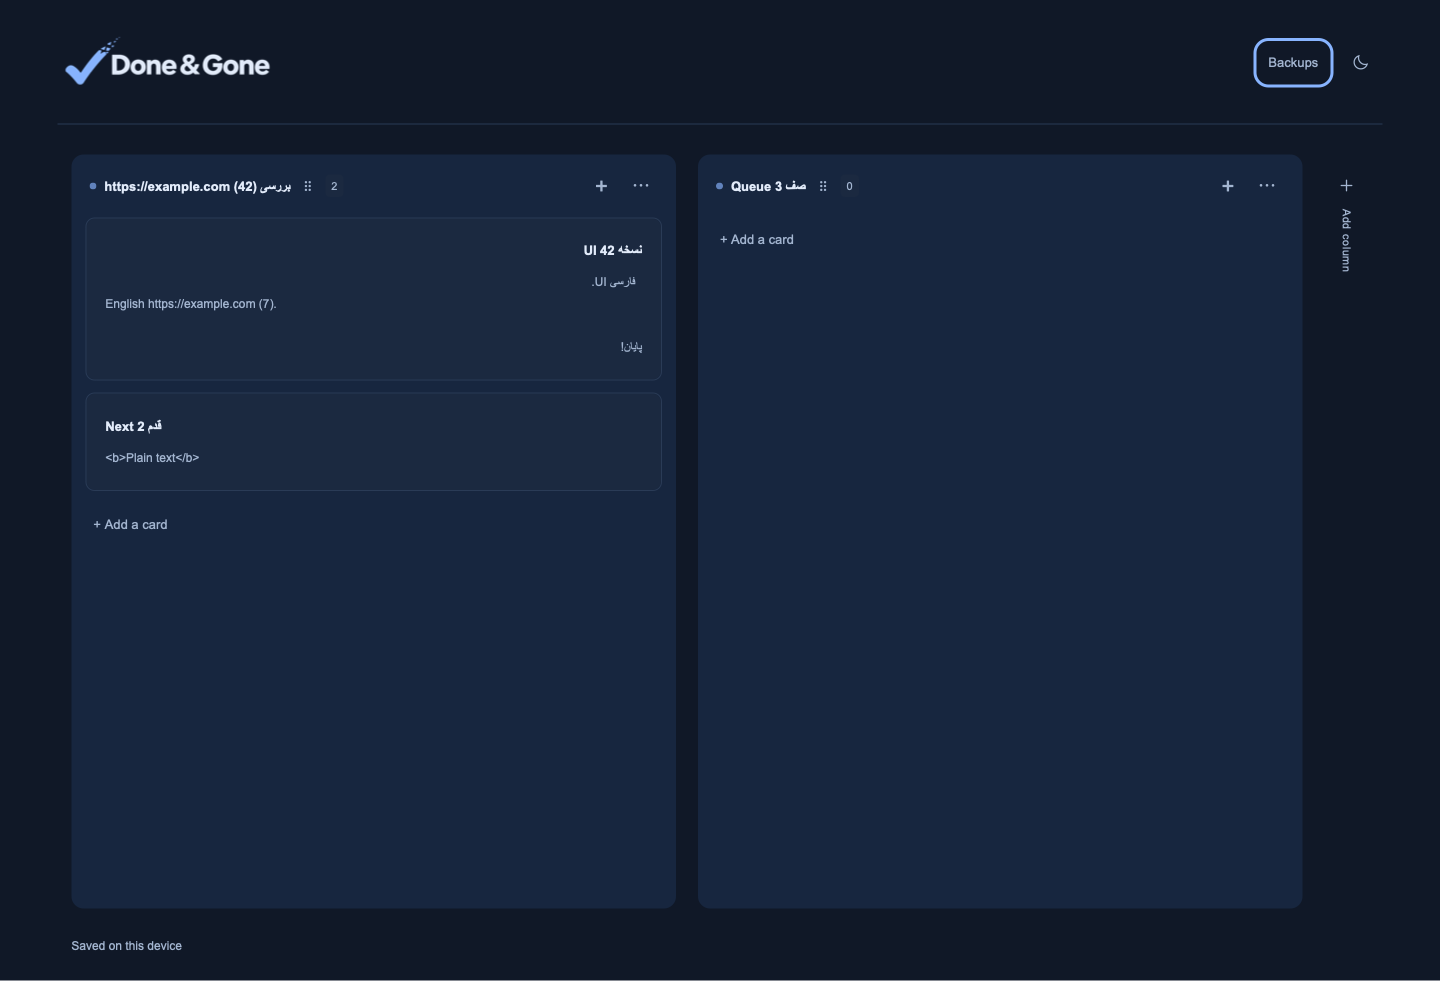 Done & Gone
Backups
https://example.com (42) بررسی
2
نسخه 42 UI
فارسی UI.
English https://example.com (7).
پایان!
Next 2 قدم
<b>Plain text</b>
+ Add a card
Queue 3 صف
0
+ Add a card
Add column
Saved on this device